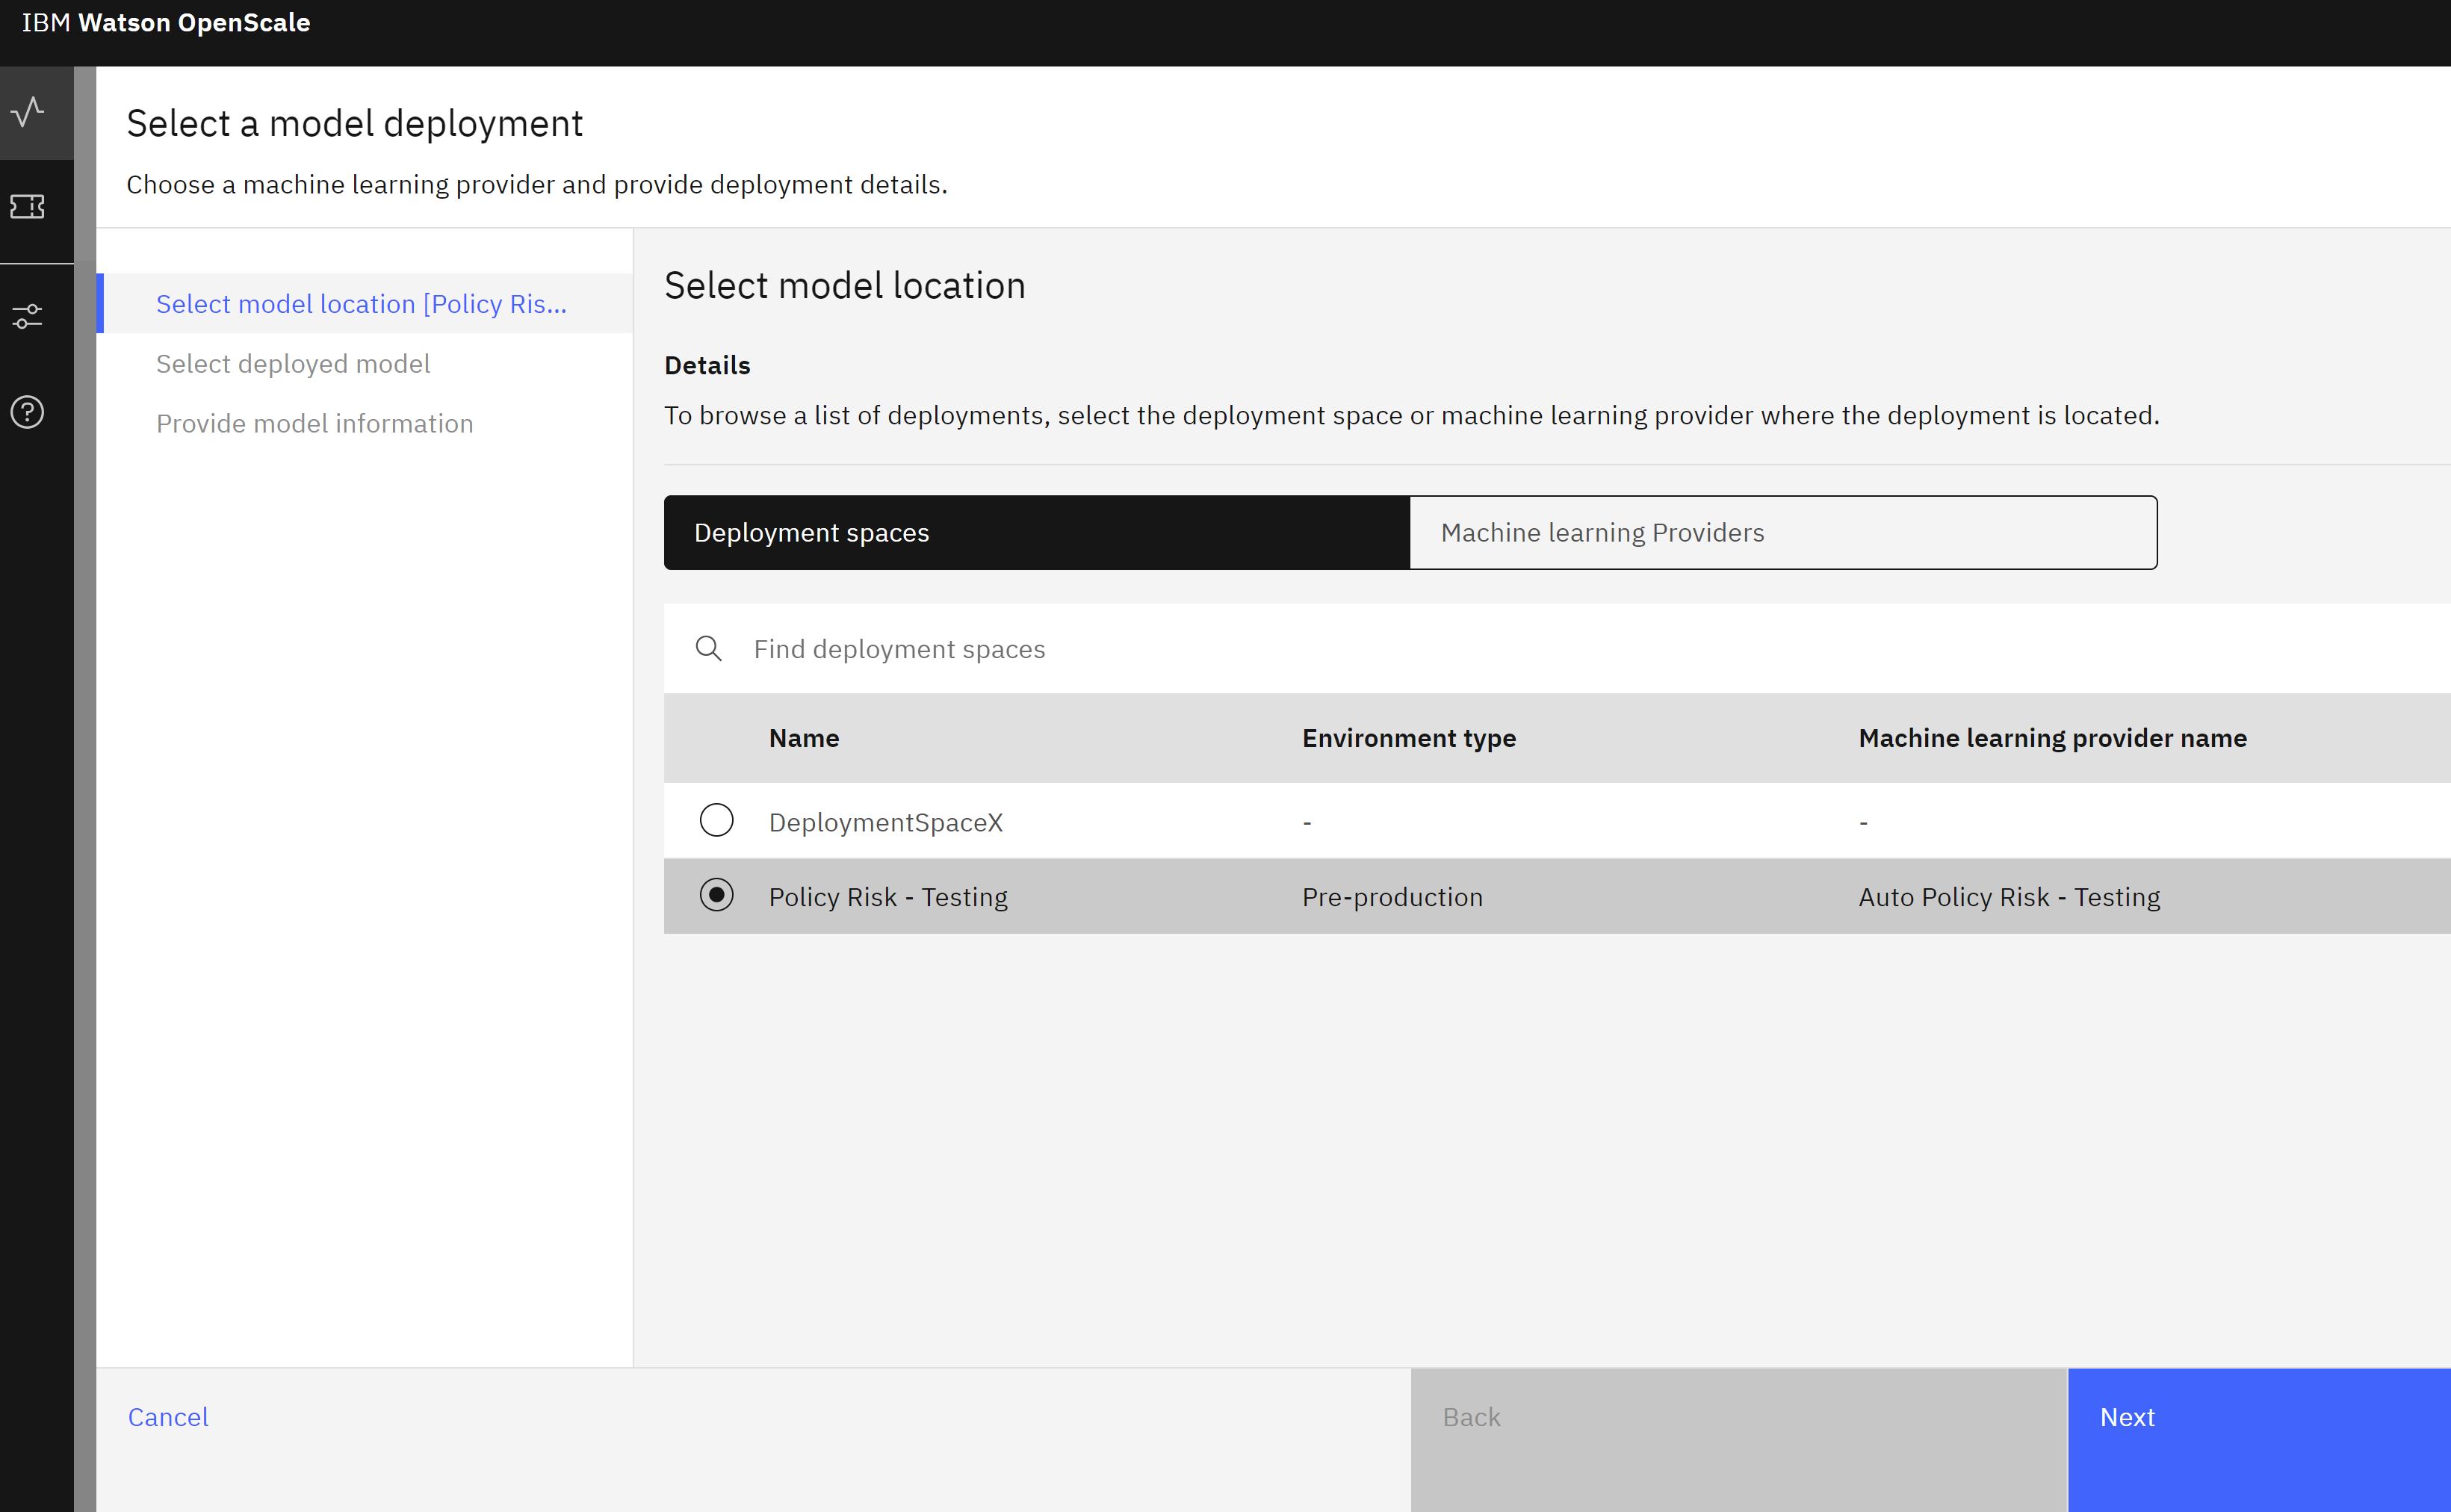 IBM Watson OpenScale
Select a model deployment
Choose a machine learning provider and provide deployment details.
Select model location [Policy Ris...
Select deployed model
Provide model information
Select model location
Details
To browse a list of deployments, select the deployment space or machine learning provider where the deployment is located.
Deployment spaces
Machine learning Providers
Find deployment spaces
Name Environment type Machine learning provider name
DeploymentSpaceX - -
Policy Risk - Testing Pre-production Auto Policy Risk - Testing
Cancel
Back
Next